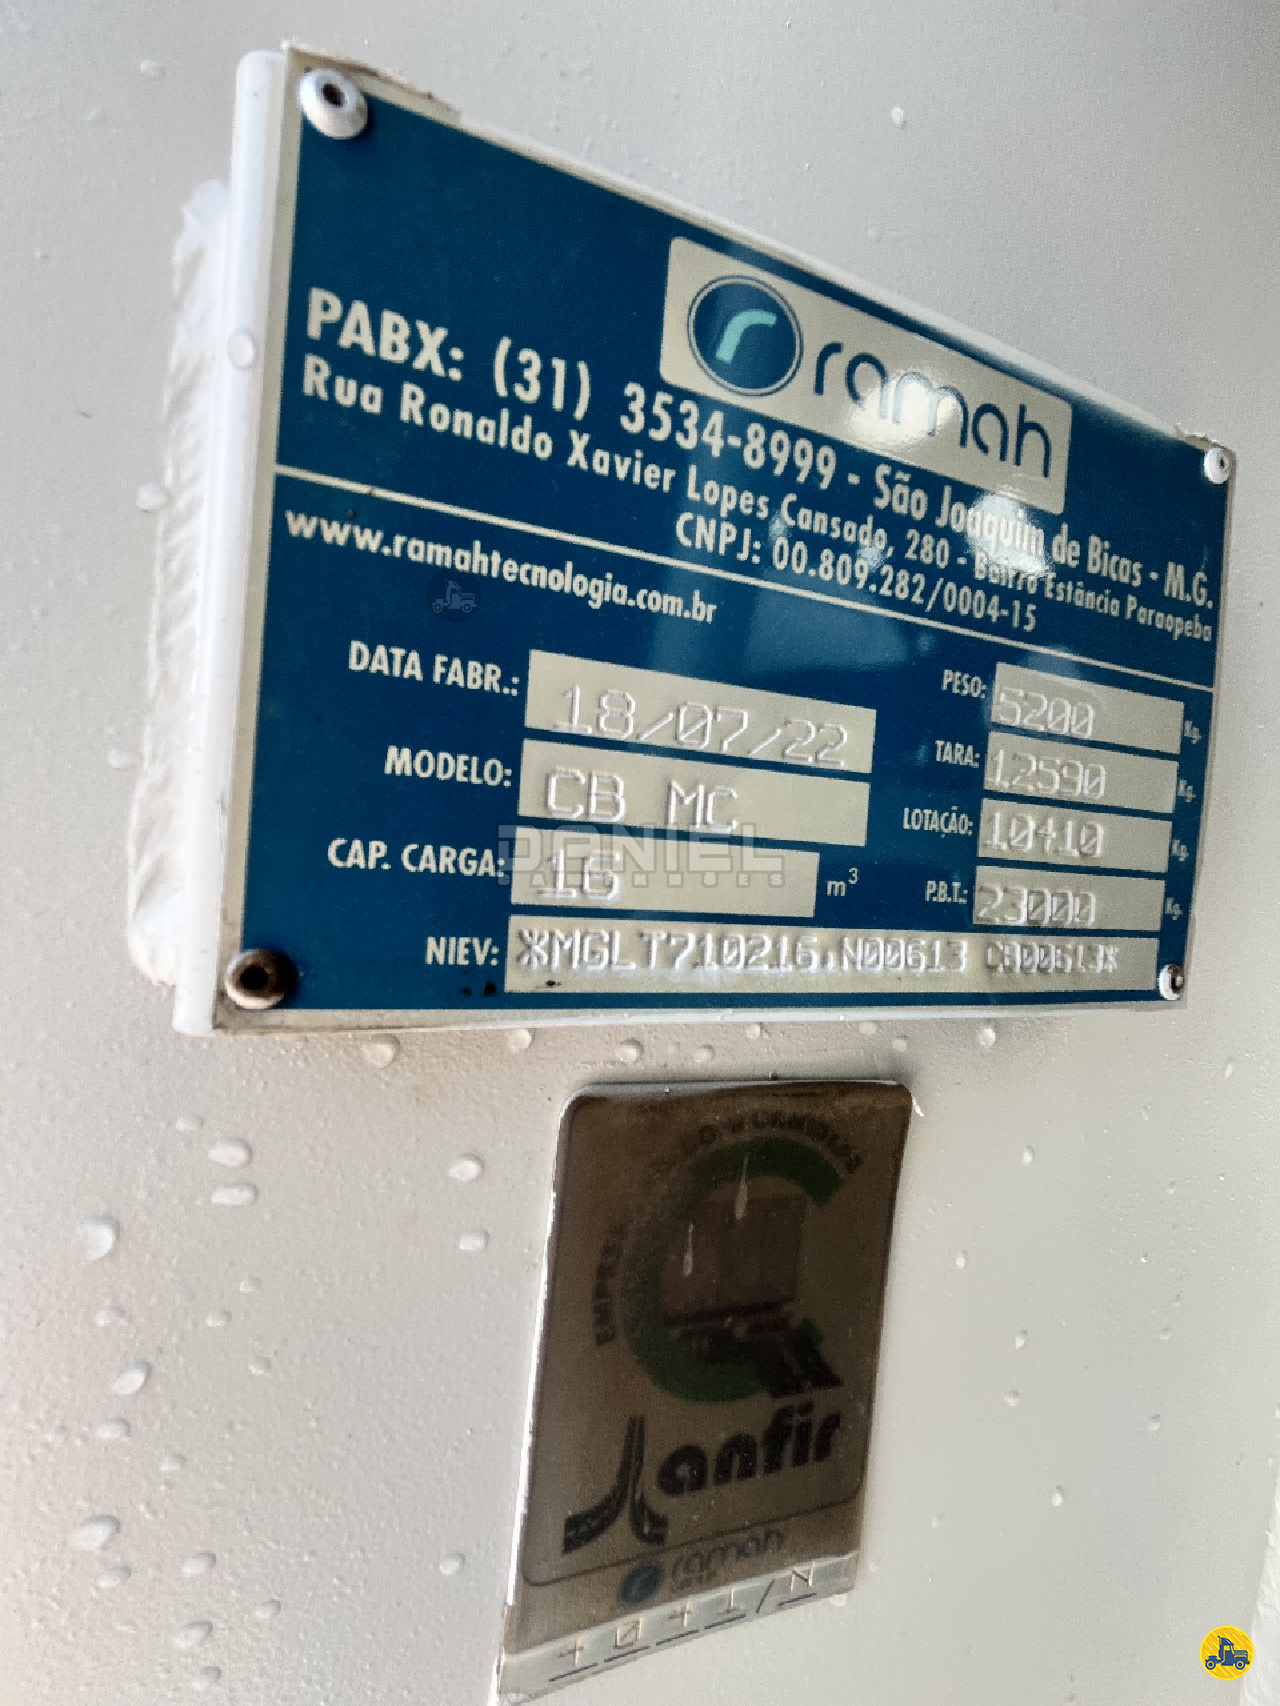 ramah
PABX: (31) 3534-8999 - São Joaquim de Bicas - M.G.
Rua Ronaldo Xavier Lopes Cansado, 280 - Bairro Estância Paraopeba
CNPJ: 00.809.282/0004-15
www.ramahtecnologia.com.br
DATA FABR.: 18/07/22
PESO: 5200 Kg.
MODELO: CB MC
TARA: 12590 Kg.
CAP. CARGA: 16 m³
LOTAÇÃO: 10410 Kg.
P.B.T.: 23000 Kg.
NIEV: *MGLT710216.N00613 CB00613*
DANIEL
CAMINHÕES
anfir
ramah